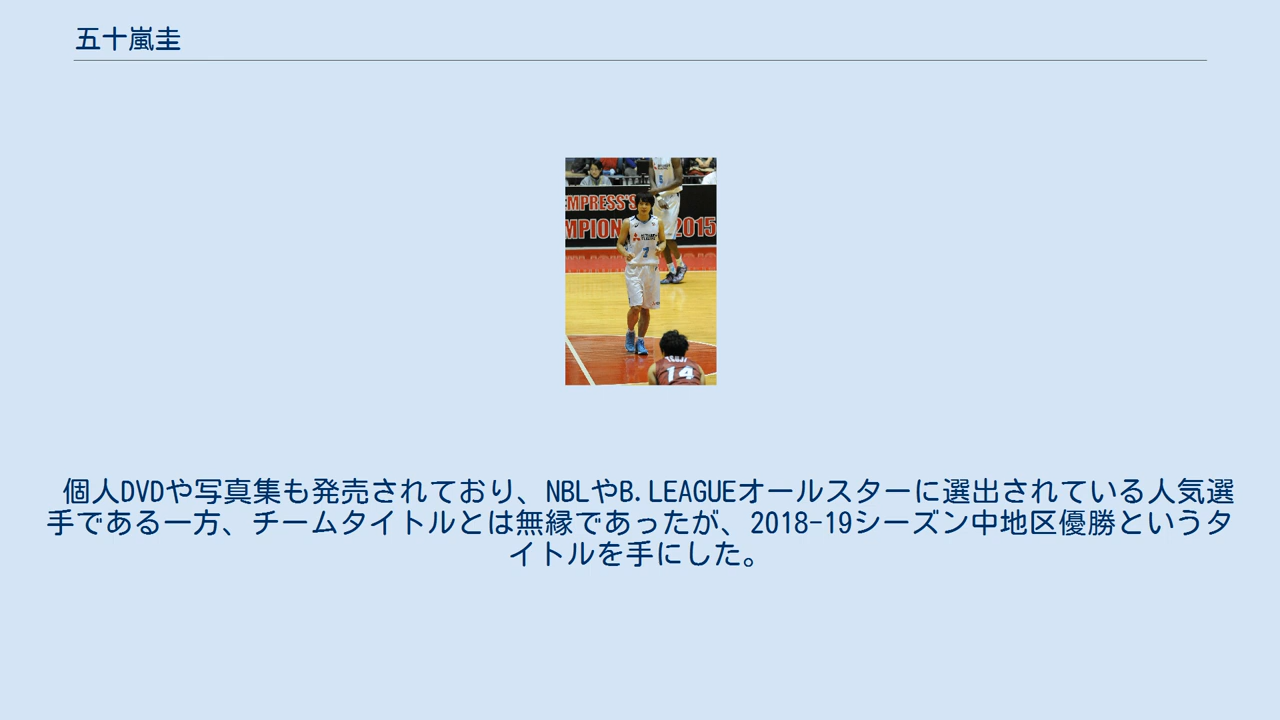 五十嵐圭
EMPRESS'S
MPION
2015
7
14
個人DVDや写真集も発売されており、NBLやB.LEAGUEオールスターに選出されている人気選
手である一方、チームタイトルとは無縁であったが、2018-19シーズン中地区優勝というタ
イトルを手にした。